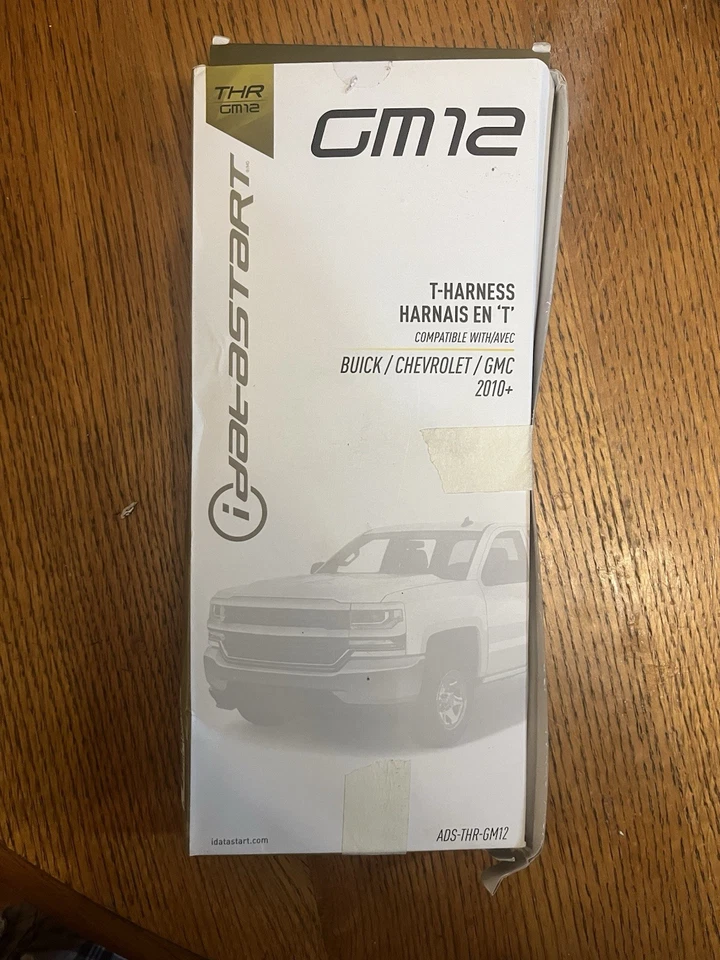 THR
GM12
GM12
idatastart
T-HARNESS
HARNAIS EN ‘T’
COMPATIBLE WITH/AVEC
BUICK / CHEVROLET / GMC
2010+
idatastart.com
ADS-THR-GM12